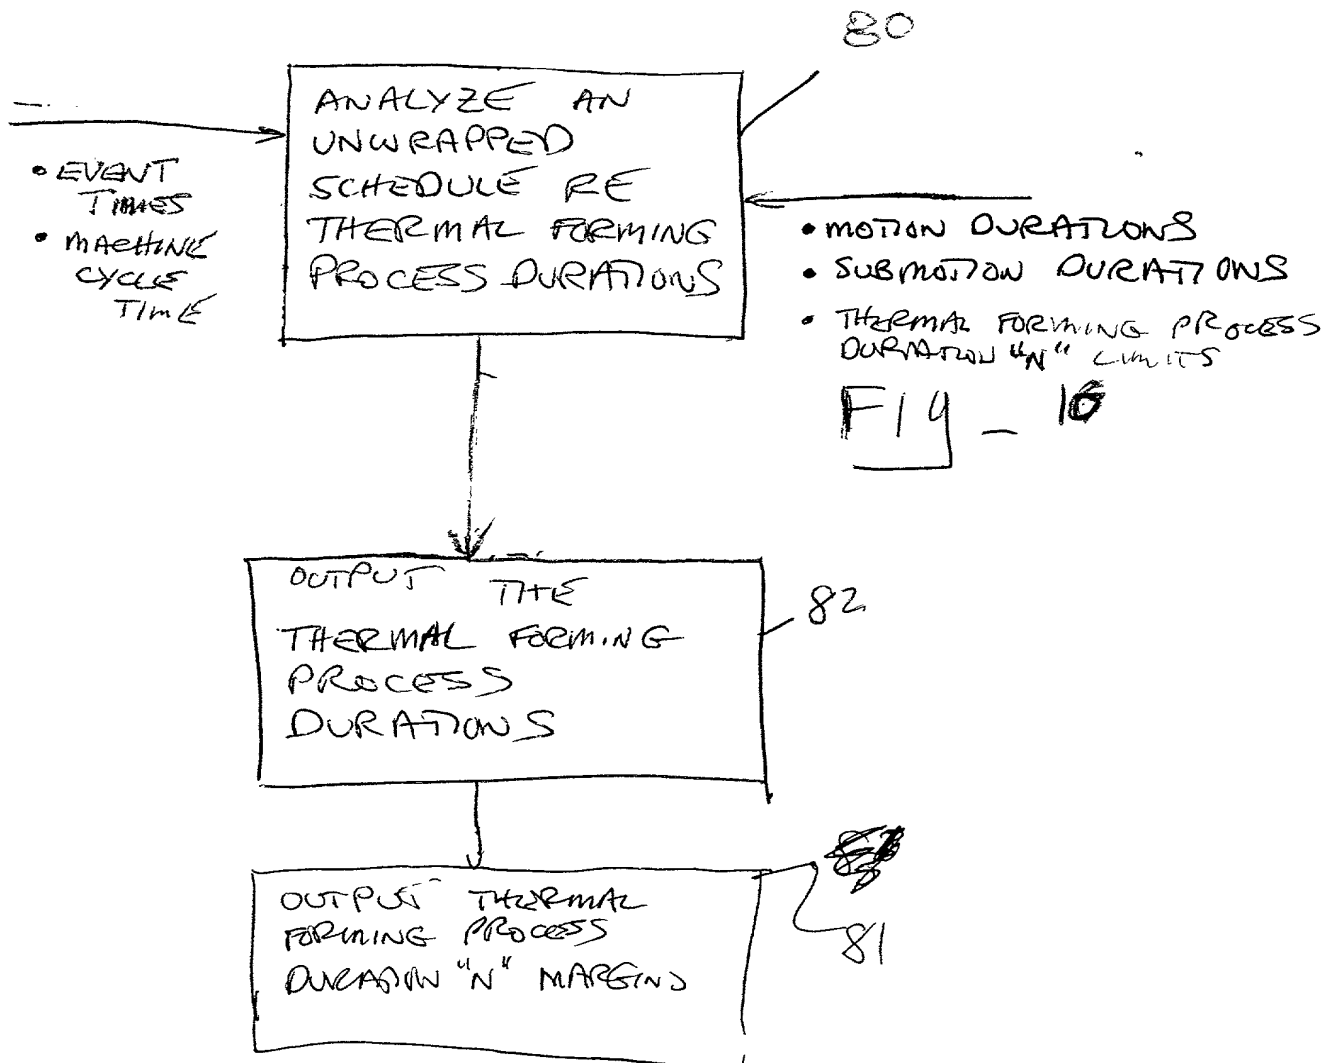 80
ANALYZE AN
UNWRAPPED
SCHEDULE RE
THERMAL FORMING
PROCESS DURATIONS
• EVENT
TIMES
• MACHINE
CYCLE
TIME
• MOTION DURATIONS
• SUBMOTION DURATIONS
• THERMAL FORMING PROCESS
DURATION "N" LIMITS
FIG_10
OUTPUT THE
THERMAL FORMING
PROCESS
DURATIONS
82
OUTPUT THERMAL
FORMING PROCESS
DURATION "N" MARGINS
81